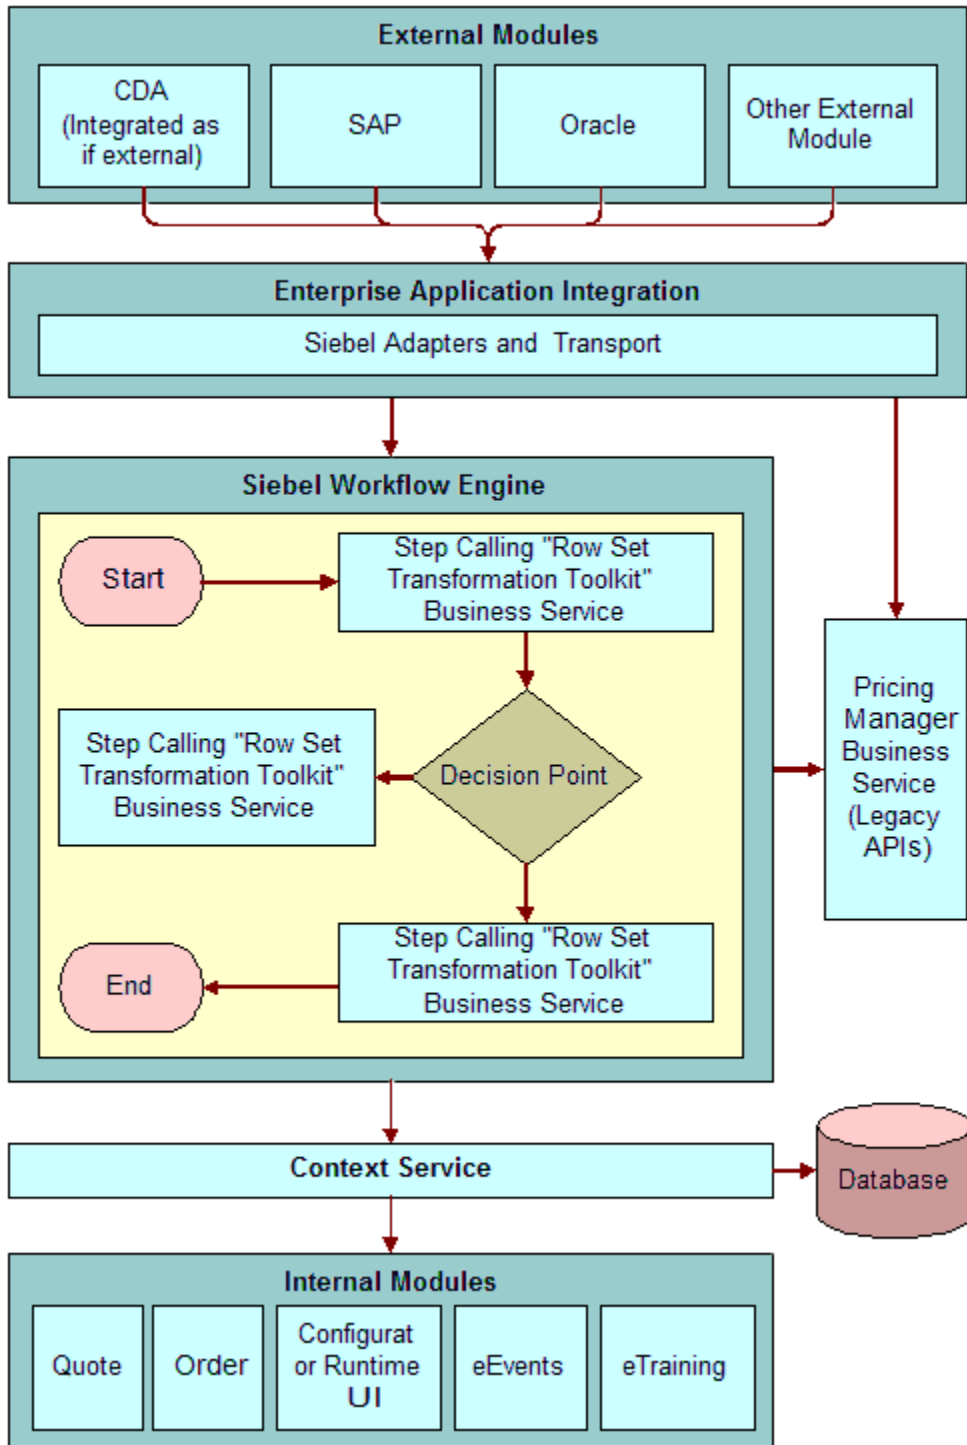 External Modules
CDA
(Integrated as
if external)
SAP
Oracle
Other External
Module
Enterprise Application Integration
Siebel Adapters and Transport
Siebel Workflow Engine
Start
Step Calling "Row Set
Transformation Toolkit"
Business Service
Step Calling "Row Set
Transformation Toolkit"
Business Service
Decision Point
Pricing
Manager
Business
Service
(Legacy
APIs)
End
Step Calling "Row Set
Transformation Toolkit"
Business Service
Context Service
Database
Internal Modules
Quote
Order
Configurat
or Runtime
UI
eEvents
eTraining